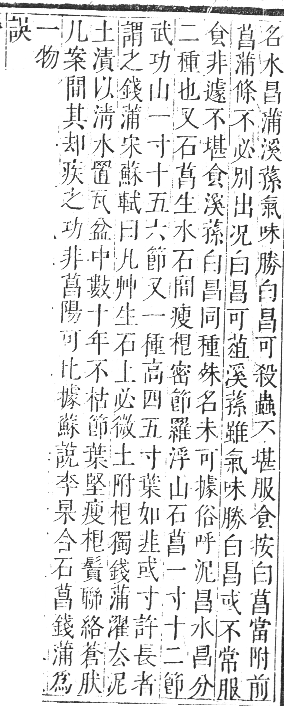 名水昌蒲溪蓀氣味勝白昌可殺蟲不堪服食按白菖當附前
菖蒲條不必別出况白昌可葅溪蓀雖氣味勝白昌或不常服
食非遽不堪食溪蓀白昌同種殊名未可據俗呼泥昌水昌分
二種也又石菖生水石間瘦根密節羅浮山石菖一寸十二節
武功山一寸十五六節又一種高四五寸葉如韭或寸許長者
謂之錢蒲宋蘇軾曰凡艸生石上必微土附根獨錢蒲濯去泥
土漬以清水置瓦盆中數十年不枯節葉堅瘦根鬚聯絡蒼肰
几案間其却疾之功非菖陽可比據蘇說李杲合石菖錢蒲爲
一物
誤